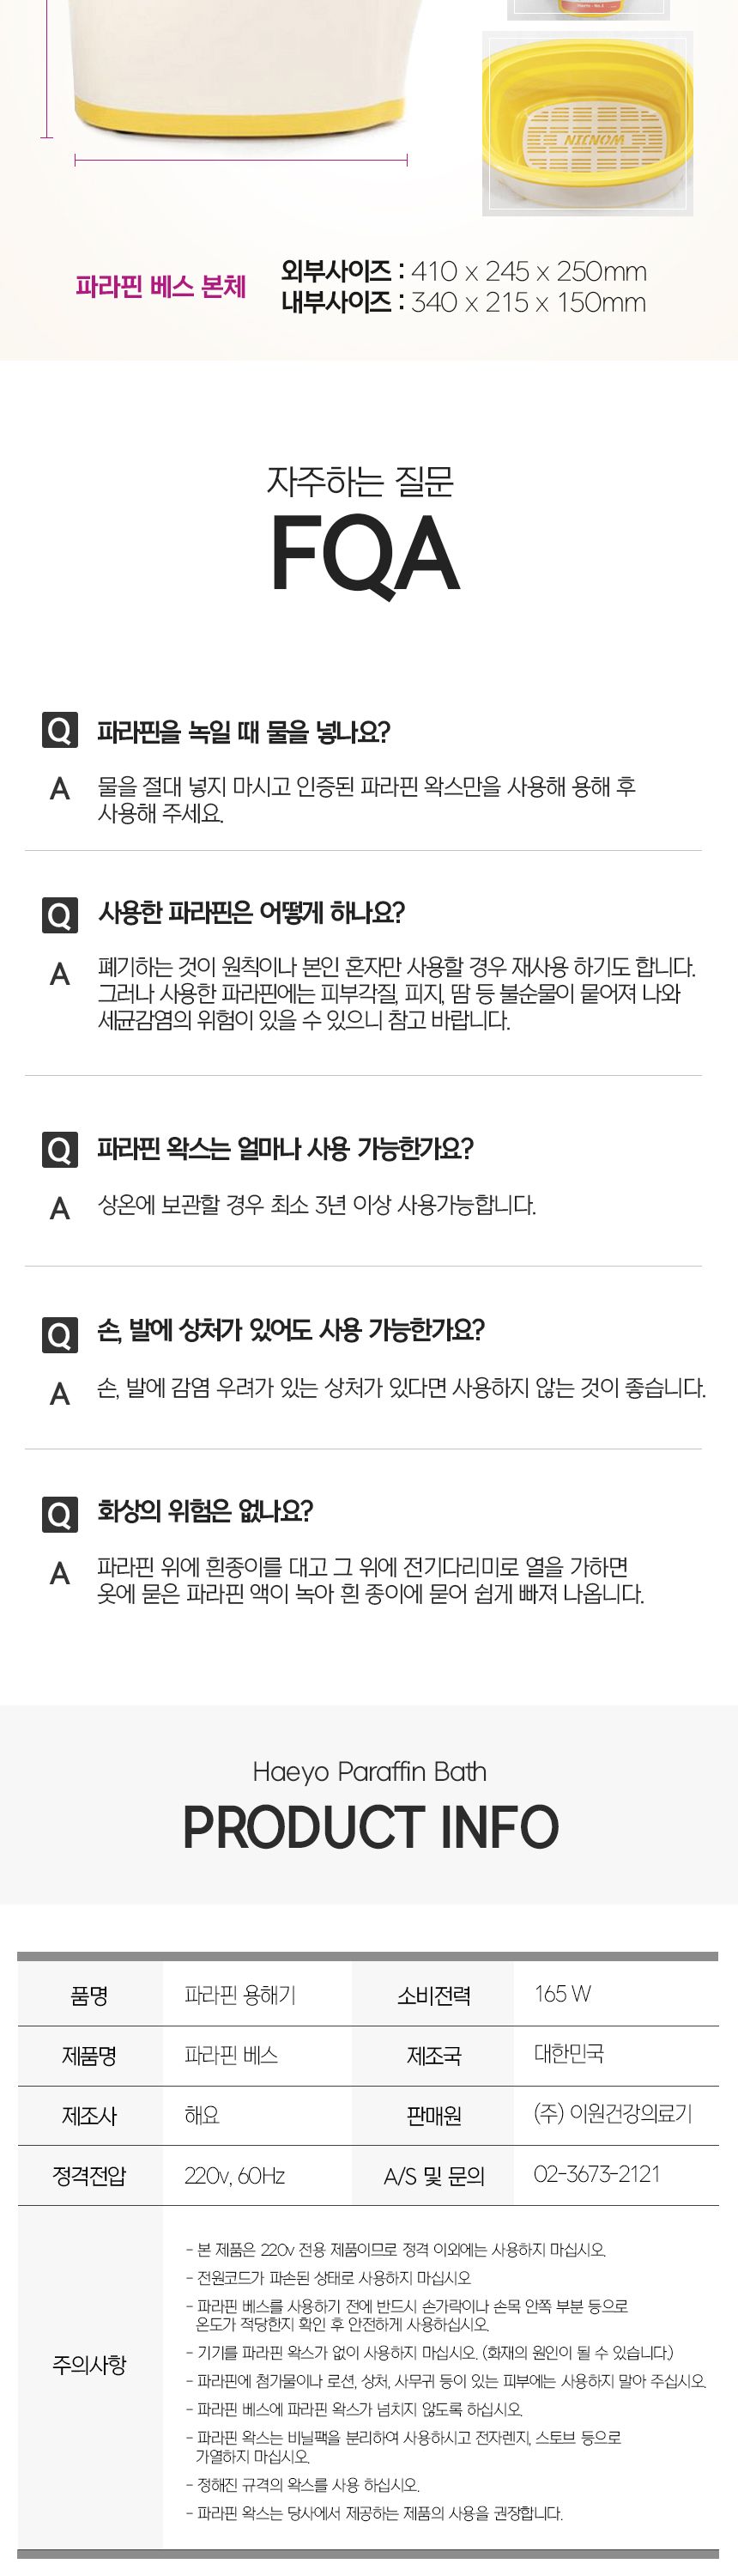 WONJIN
파라핀 베스 본체
외부사이즈 : 410 x 245 x 250mm
내부사이즈 : 340 x 215 x 150mm
자주하는 질문
FQA
Q 파라핀을 녹일 때 물을 넣나요?
A 물을 절대 넣지 마시고 인증된 파라핀 왁스만을 사용해 용해 후
사용해 주세요.
Q 사용한 파라핀은 어떻게 하나요?
A 폐기하는 것이 원칙이나 본인 혼자만 사용할 경우 재사용 하기도 합니다.
그러나 사용한 파라핀에는 피부각질, 피지, 땀 등 불순물이 뭍어져 나와
세균감염의 위험이 있을 수 있으니 참고 바랍니다.
Q 파라핀 왁스는 얼마나 사용 가능한가요?
A 상온에 보관할 경우 최소 3년 이상 사용가능합니다.
Q 손, 발에 상처가 있어도 사용 가능한가요?
A 손, 발에 감염 우려가 있는 상처가 있다면 사용하지 않는 것이 좋습니다.
Q 화상의 위험은 없나요?
A 파라핀 위에 흰종이를 대고 그 위에 전기다리미로 열을 가하면
옷에 묻은 파라핀 액이 녹아 흰 종이에 묻어 쉽게 빠져 나옵니다.
Haeyo Paraffin Bath
PRODUCT INFO
품명 파라핀 용해기 소비전력 165 W
제품명 파라핀 베스 제조국 대한민국
제조사 해요 판매원 (주) 이원건강의료기
정격전압 220v, 60Hz A/S 및 문의 02-3673-2121
주의사항
- 본 제품은 220v 전용 제품이므로 정격 이외에는 사용하지 마십시오.
- 전원코드가 파손된 상태로 사용하지 마십시오
- 파라핀 베스를 사용하기 전에 반드시 손가락이나 손목 안쪽 부분 등으로
온도가 적당한지 확인 후 안전하게 사용하십시오.
- 기기를 파라핀 왁스가 없이 사용하지 마십시오. (화재의 원인이 될 수 있습니다.)
- 파라핀에 첨가물이나 로션, 상처, 사무귀 등이 있는 피부에는 사용하지 말아 주십시오.
- 파라핀 베스에 파라핀 왁스가 넘치지 않도록 하십시오.
- 파라핀 왁스는 비닐팩을 분리하여 사용하시고 전자렌지, 스토브 등으로
가열하지 마십시오.
- 정해진 규격의 왁스를 사용 하십시오.
- 파라핀 왁스는 당사에서 제공하는 제품의 사용을 권장합니다.